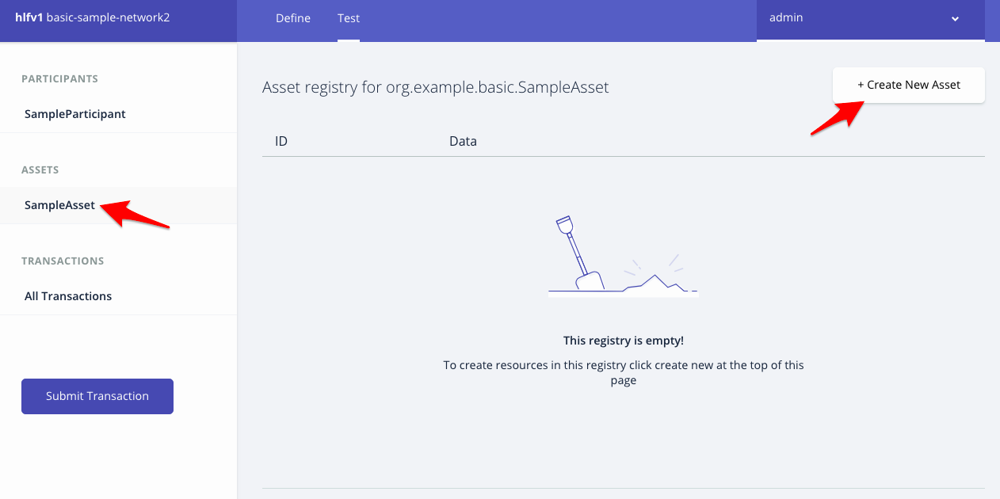 hlfv1 basic-sample-network2
Define
Test
admin
PARTICIPANTS
SampleParticipant
ASSETS
SampleAsset
TRANSACTIONS
All Transactions
Submit Transaction
Asset registry for org.example.basic.SampleAsset
+ Create New Asset
ID
Data
This registry is empty!
To create resources in this registry click create new at the top of this
page